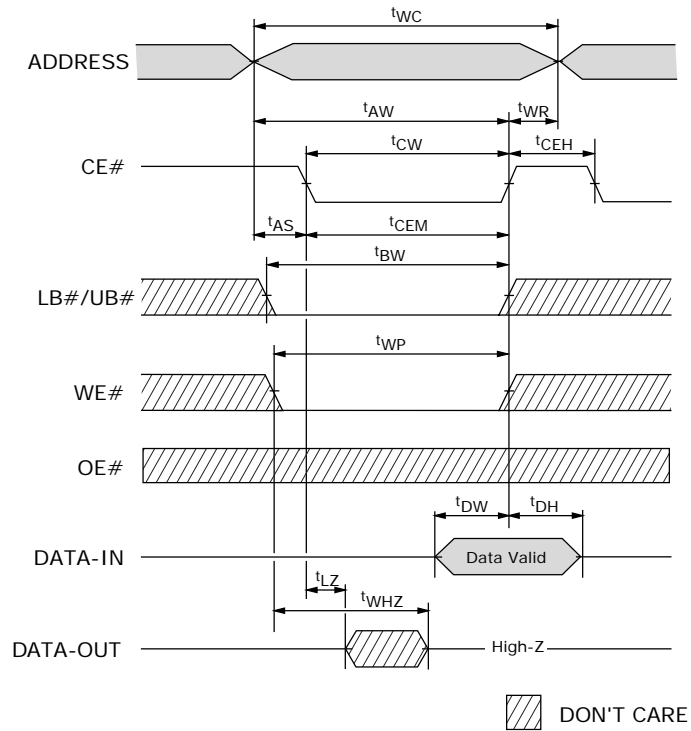 tWC
ADDRESS
tAW
tWR
tCW
tCEH
CE#
tAS
tCEM
tBW
LB#/UB#
tWP
WE#
OE#
tDW
tDH
DATA-IN
Data Valid
tLZ
tWHZ
DATA-OUT
High-Z
DON'T CARE